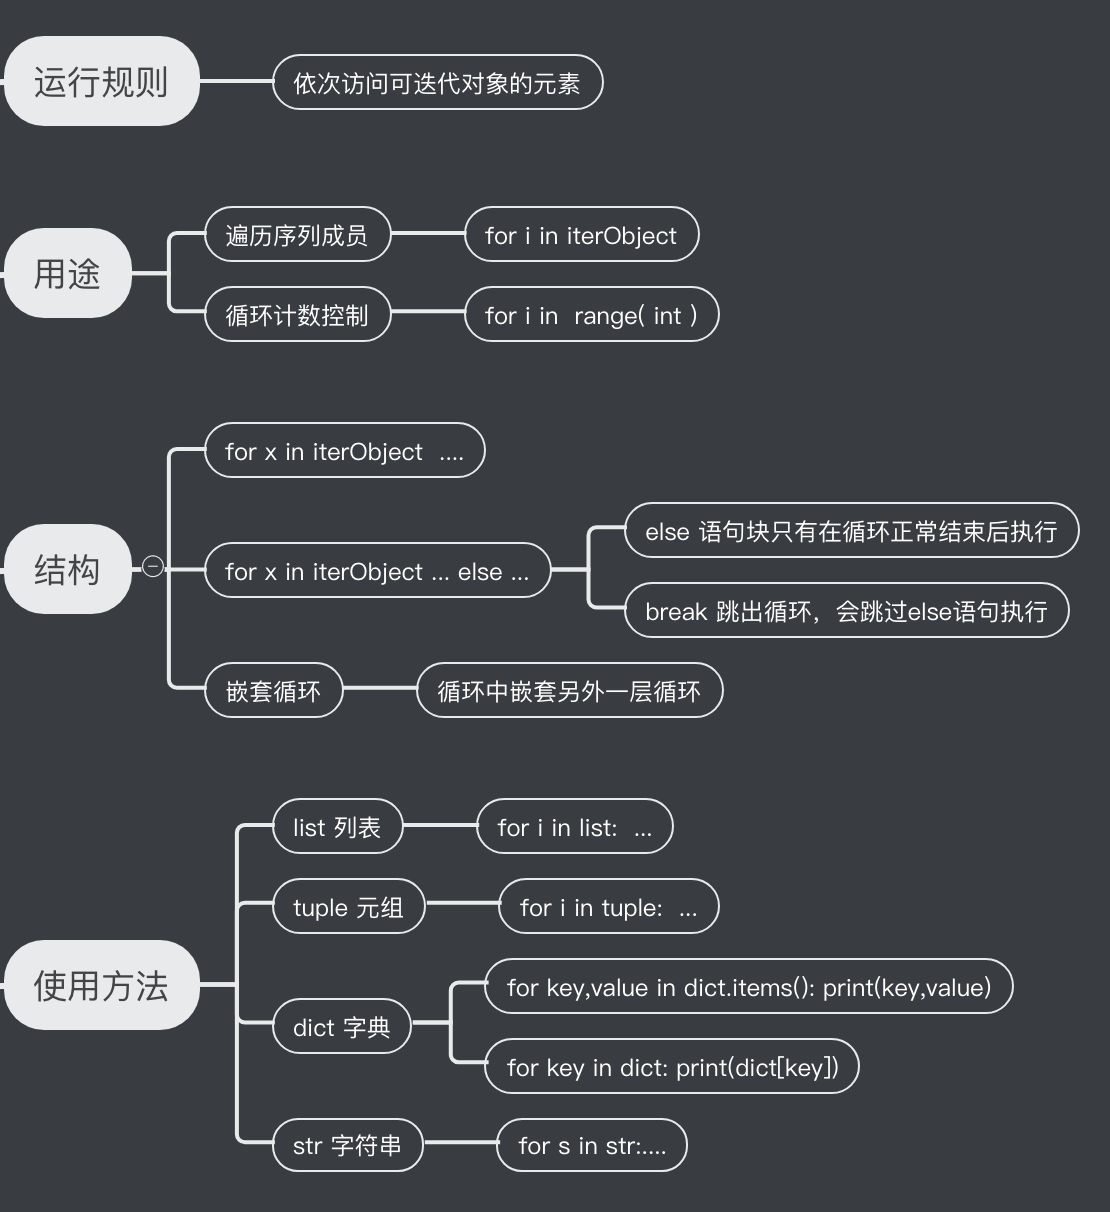 运行规则
依次访问可迭代对象的元素
用途
遍历序列成员
for i in iterObject
循环计数控制
for i in  range( int )
结构
for x in iterObject  ....
for x in iterObject ... else ...
else 语句块只有在循环正常结束后执行
break 跳出循环，会跳过else语句执行
嵌套循环
循环中嵌套另外一层循环
使用方法
list 列表
for i in list:  ...
tuple 元组
for i in tuple:  ...
dict 字典
for key,value in dict.items(): print(key,value)
for key in dict: print(dict[key])
str 字符串
for s in str:....